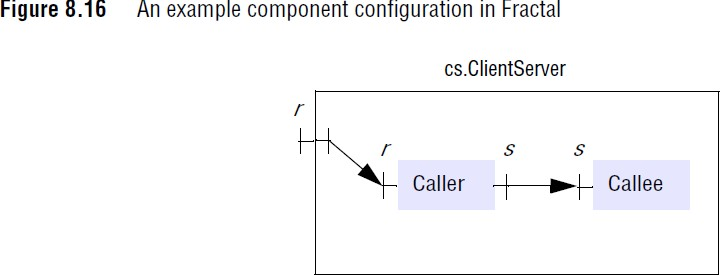 Figure 8.16 An example component configuration in Fractal
cs.ClientServer
r
r s s
Caller Callee